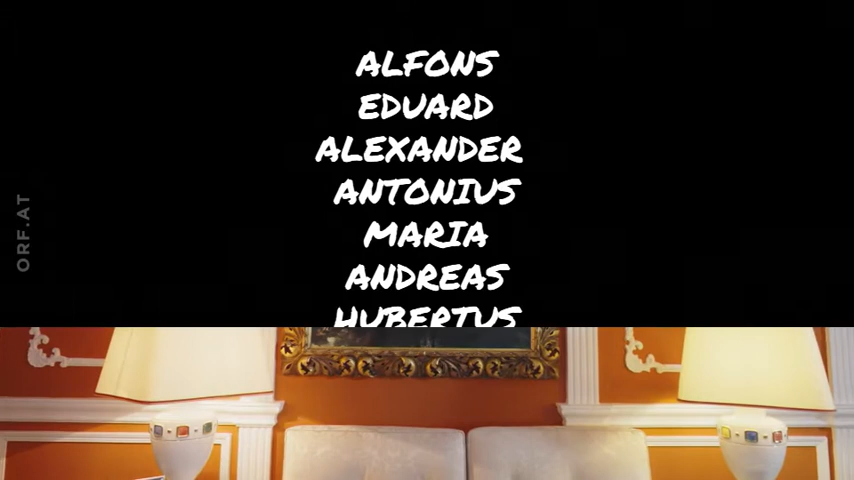 ALFONS
EDUARD
ALEXANDER
ANTONIUS
MARIA
ANDREAS
HUBERTUS
ORF.AT